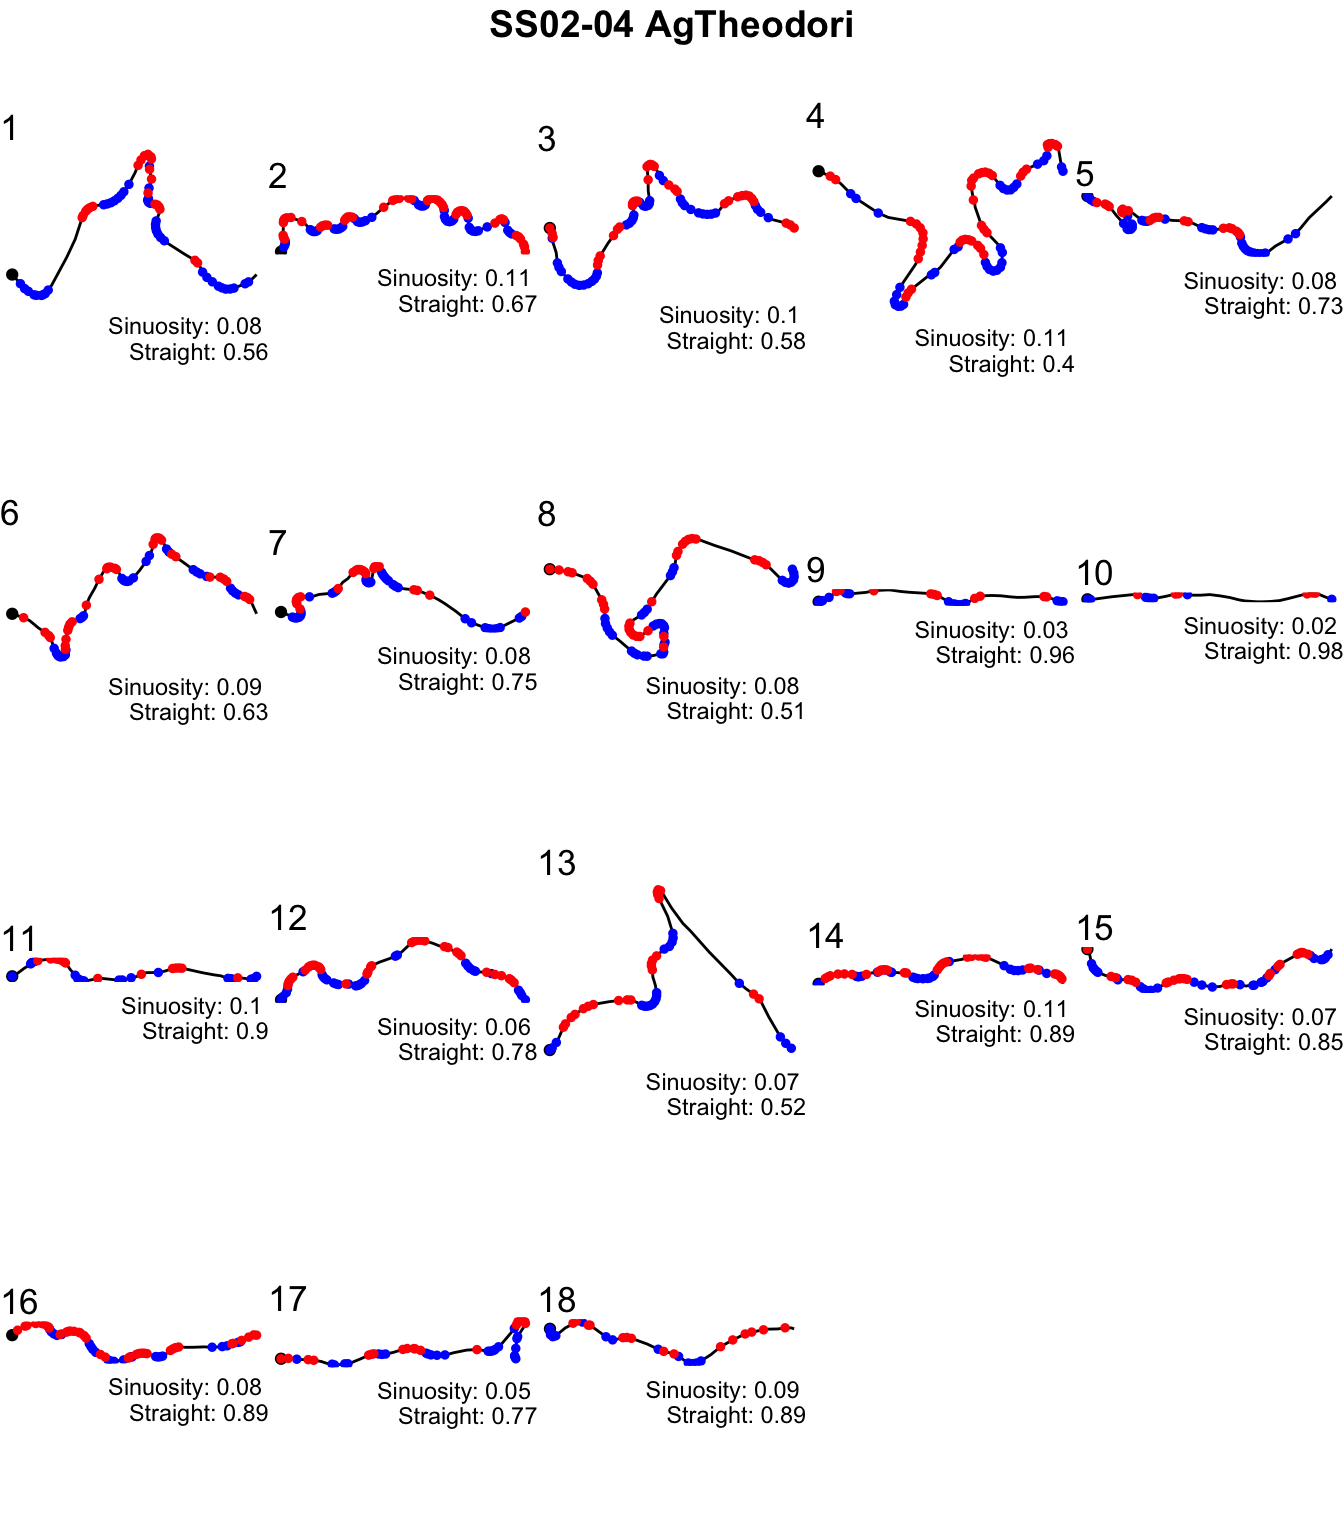 SS02-04 AgTheodori
1
Sinuosity: 0.08
Straight: 0.56
2
Sinuosity: 0.11
Straight: 0.67
3
Sinuosity: 0.1
Straight: 0.58
4
Sinuosity: 0.11
Straight: 0.4
5
Sinuosity: 0.08
Straight: 0.73
6
Sinuosity: 0.09
Straight: 0.63
7
Sinuosity: 0.08
Straight: 0.75
8
Sinuosity: 0.08
Straight: 0.51
9
Sinuosity: 0.03
Straight: 0.96
10
Sinuosity: 0.02
Straight: 0.98
11
Sinuosity: 0.1
Straight: 0.9
12
Sinuosity: 0.06
Straight: 0.78
13
Sinuosity: 0.07
Straight: 0.52
14
Sinuosity: 0.11
Straight: 0.89
15
Sinuosity: 0.07
Straight: 0.85
16
Sinuosity: 0.08
Straight: 0.89
17
Sinuosity: 0.05
Straight: 0.77
18
Sinuosity: 0.09
Straight: 0.89